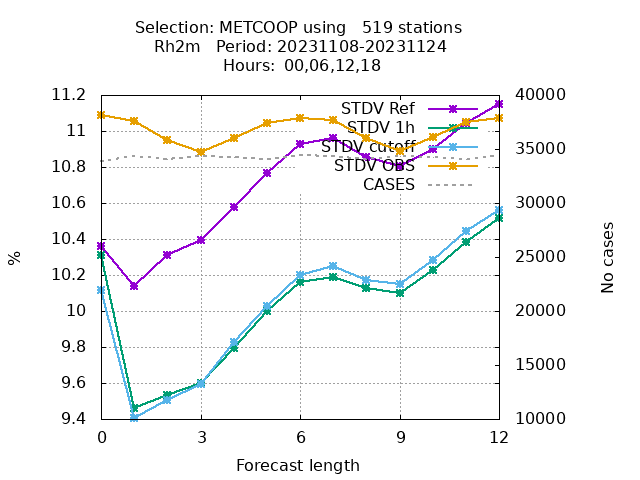 Selection: METCOOP using   519 stations
Rh2m   Period: 20231108-20231124
Hours: 00,06,12,18
11.2
11
10.8
10.6
10.4
10.2
10
9.8
9.6
9.4
%
STDV Ref
STDV 1h
STDV cutoff
STDV OBS
CASES
40000
35000
30000
25000
20000
15000
10000
No cases
0 3 6 9 12
Forecast length